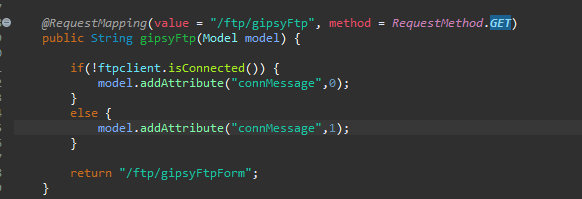 @RequestMapping(value = "/ftp/gipsyFtp", method = RequestMethod.GET)
public String gipsyFtp(Model model) {
if(!ftpclient.isConnected()) {
model.addAttribute("connMessage",0);
}
else {
model.addAttribute("connMessage",1);
}
return "/ftp/gipsyFtpForm";
}